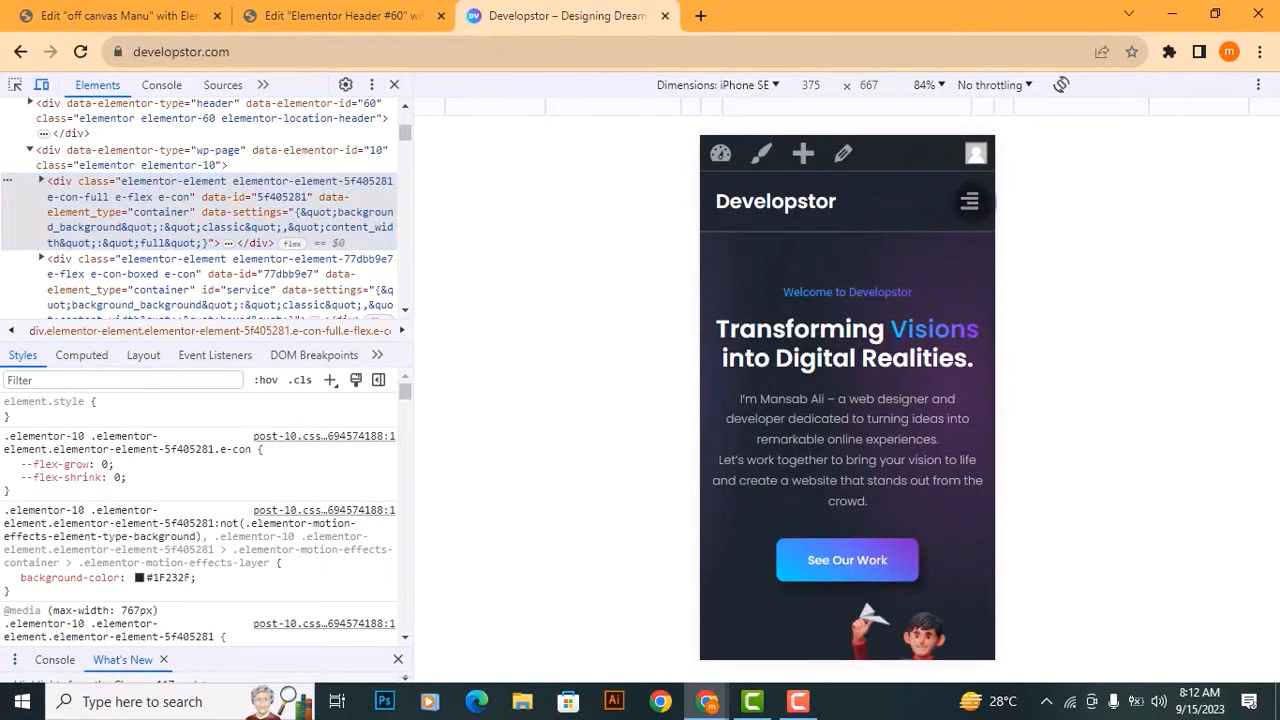 Edit "off canvas Manu" with Ele
Edit "Elementor Header #60" wit
Developstor – Designing Dream
developstor.com
m
Elements
Console
Sources
Dimensions: iPhone SE
375
×
667
84%
No throttling
<div data-elementor-type="header" data-elementor-id="60"
class="elementor elementor-60 elementor-location-header">
… </div>
<div data-elementor-type="wp-page" data-elementor-id="10"
class="elementor elementor-10">
<div class="elementor-element elementor-element-5f405281
e-con-full e-flex e-con" data-id="5f405281" data-
element_type="container" data-settings="{&quot;backgroun
d_background&quot;:&quot;classic&quot;,&quot;content_wid
th&quot;:&quot;full&quot;}"> … </div> flex == $0
<div class="elementor-element elementor-element-77dbb9e7
e-flex e-con-boxed e-con" data-id="77dbb9e7" data-
element_type="container" id="service" data-settings="{&q
uot;background_background&quot;:&quot;classic&quot;,&quo
div.elementor-element.elementor-element-5f405281.e-con-full.e-flex.e-co
Styles
Computed
Layout
Event Listeners
DOM Breakpoints
Filter
:hov
.cls
element.style {
}
.elementor-10 .elementor-
post-10.css…694574188:1
element.elementor-element-5f405281.e-con {
--flex-grow: 0;
--flex-shrink: 0;
}
.elementor-10 .elementor-
post-10.css…694574188:1
element.elementor-element-5f405281:not(.elementor-motion-
effects-element-type-background), .elementor-10 .elementor-
element.elementor-element-5f405281 > .elementor-motion-effects-
container > .elementor-motion-effects-layer {
background-color: #1F232F;
}
@media (max-width: 767px)
.elementor-10 .elementor-
post-10.css…694574188:1
element.elementor-element-5f405281 {
Console
What's New
Developstor
Welcome to Developstor
Transforming Visions
into Digital Realities.
I'm Mansab Ali – a web designer and
developer dedicated to turning ideas into
remarkable online experiences.
Let's work together to bring your vision to life
and create a website that stands out from the
crowd.
See Our Work
Type here to search
Ps
Ai
28°C
8:12 AM
9/15/2023